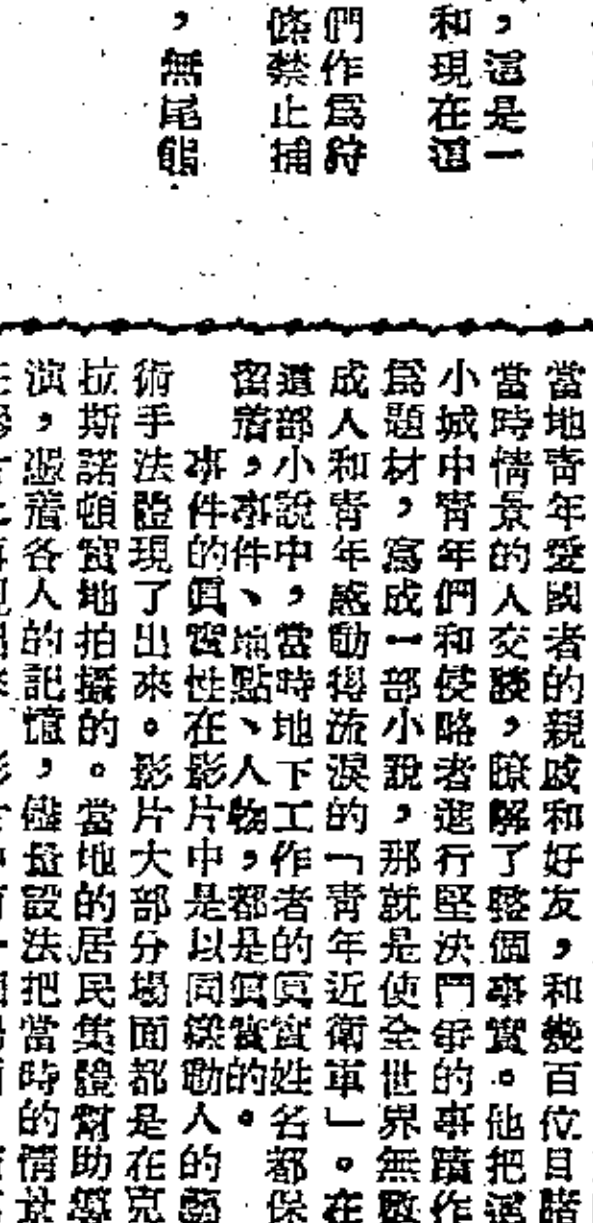 ，這是一
和現在這
們作爲狩
條禁止捕
，無尾熊
當地靑年愛國者的親戚和好友，和幾百位目睹
當時情景的人交談，瞭解了整個事實。他把這
小城中靑年們和侵略者進行堅決鬥爭的事蹟作
爲題材，寫成一部小說，那就是使全世界無數
成人和靑年感動得流淚的「靑年近衞軍」。在
這部小說中，當時地下工作者的眞實姓名都保
留着，事件、地點、人物，都是眞實的。
事件的眞實性在影片中是以同樣動人的藝
術手法體現了出來。影片大部分場面都是在克
拉斯諾頓實地拍攝的。當地的居民集體幫助導
演，憑着各人的記憶，儘量設法把當時的情